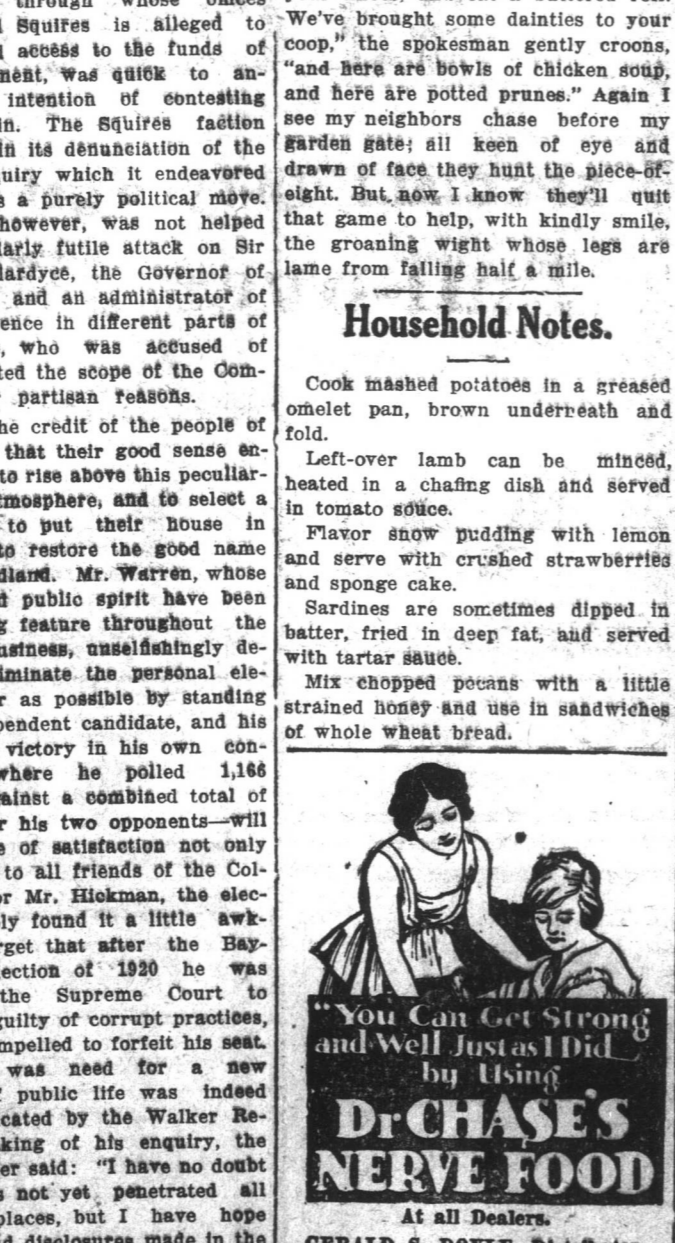 through whose offices
Squires is alleged to
access to the funds of
ment, was quick to an-
intention of contesting
in. The Squires faction
in its denunciation of the
uiry which it endeavored
a purely political move.
however, was not helped
larly futile attack on Sir
lardyce, the Governor of
and an administrator of
ence in different parts of
, who was accused of
ted the scope of the Com-
partisan reasons.
he credit of the people of
that their good sense en-
to rise above this peculiar-
tmosphere, and to select a
to put their house in
to restore the good name
dland. Mr. Warren, whose
d public spirit have been
g feature throughout the
usiness, unselfishingly de-
iminate the personal ele-
r as possible by standing
pendent candidate, and his
victory in his own con-
where he polled 1,166
ainst a combined total of
r his two opponents—will
e of satisfaction not only
to all friends of the Col-
or Mr. Hickman, the elec-
ly found it a little awk-
rget that after the Bay-
ection of 1920 he was
the Supreme Court to
guilty of corrupt practices,
mpelled to forfeit his seat.
was need for a new
public life was indeed
cated by the Walker Re-
king of his enquiry, the
er said: "I have no doubt
s not yet penetrated all
places, but I have hope
disclosures made in the
We've brought some dainties to your
coop," the spokesman gently croons,
"and here are bowls of chicken soup,
and here are potted prunes." Again I
see my neighbors chase before my
garden gate; all keen of eye and
drawn of face they hunt the piece-of-
eight. But now I know they'll quit
that game to help, with kindly smile,
the groaning wight whose legs are
lame from falling half a mile.
Household Notes.
Cook mashed potatoes in a greased
omelet pan, brown underneath and
fold.
Left-over lamb can be minced,
heated in a chafing dish and served
in tomato sauce.
Flavor snow pudding with lemon
and serve with crushed strawberries
and sponge cake.
Sardines are sometimes dipped in
batter, fried in deep fat, and served
with tartar sauce.
Mix chopped pecans with a little
strained honey and use in sandwiches
of whole wheat bread.
"You Can Get Strong
and Well Just as I Did
by Using
Dr CHASE'S
NERVE FOOD
At all Dealers.
GERALD S. DOYLE,